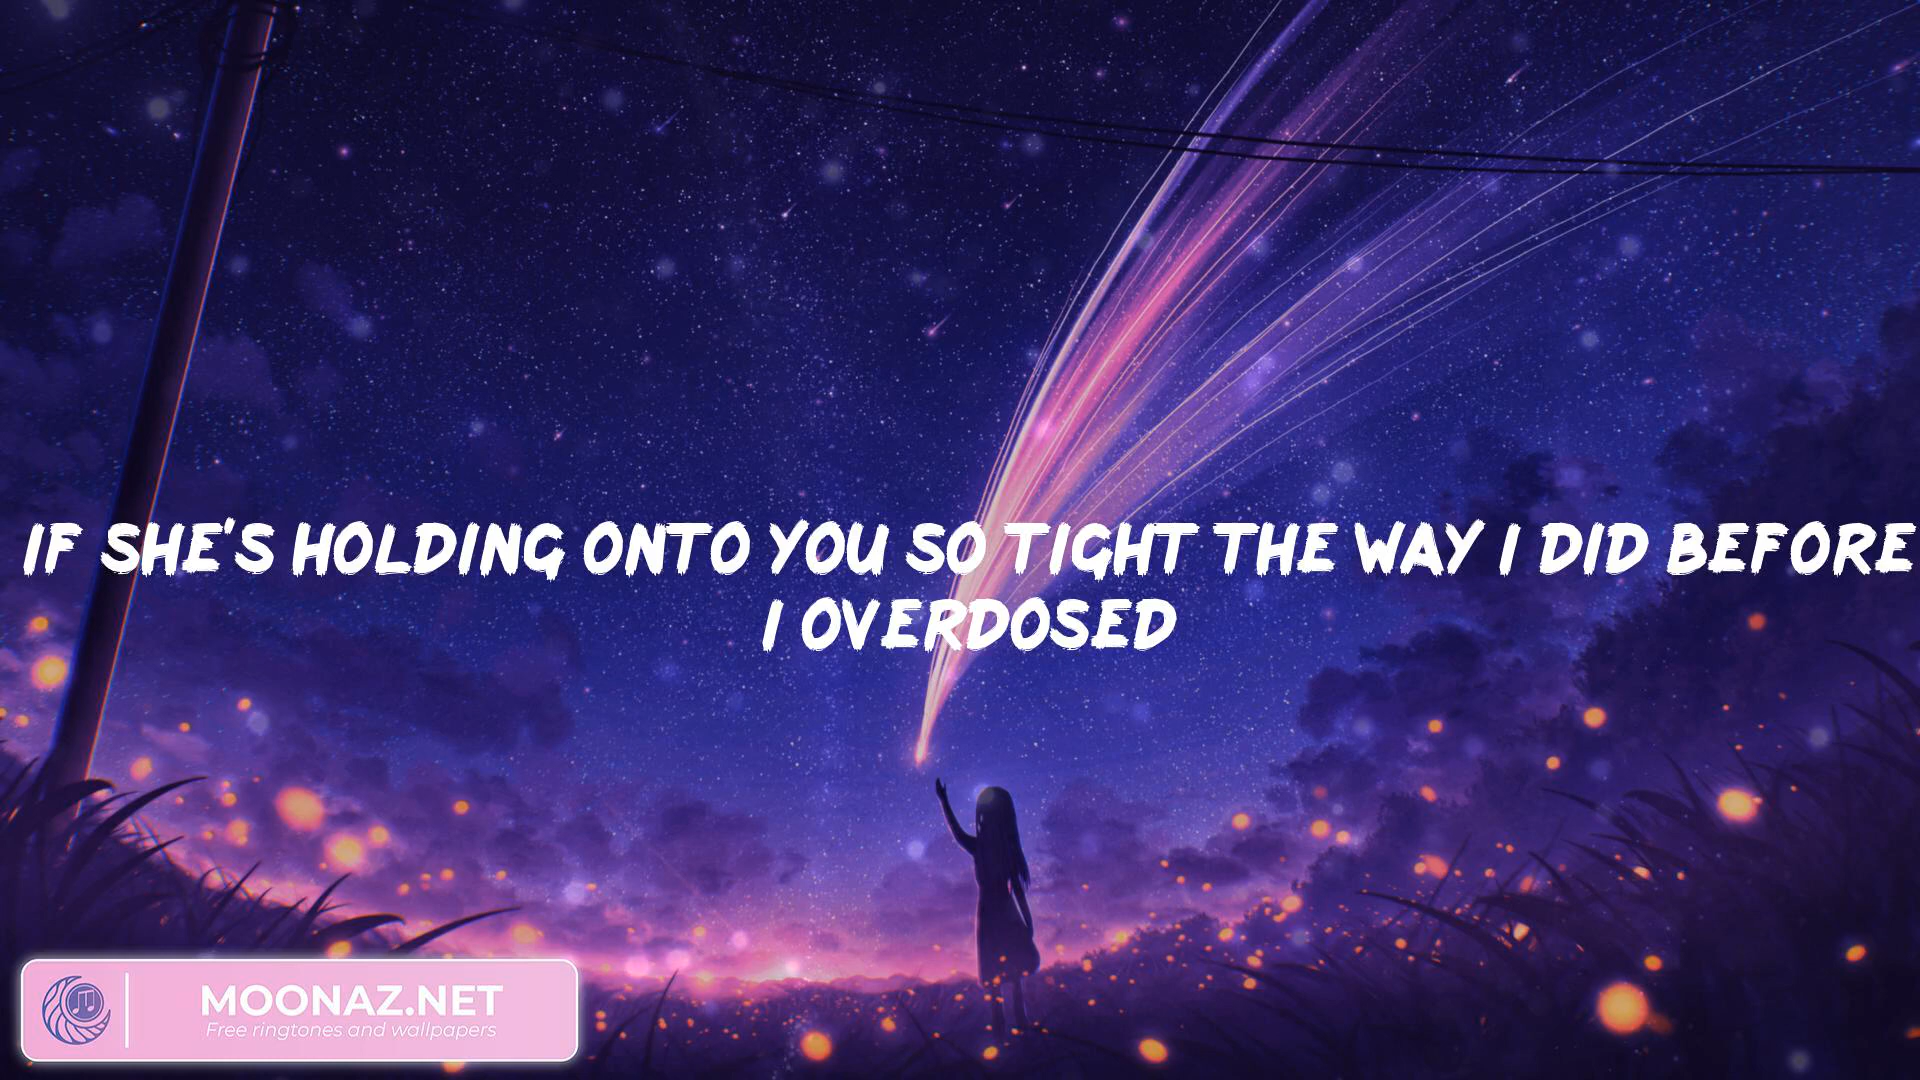 IF SHE'S HOLDING ONTO YOU SO TIGHT THE WAY I DID BEFORE
I OVERDOSED
MOONAZ.NET
Free ringtones and wallpapers